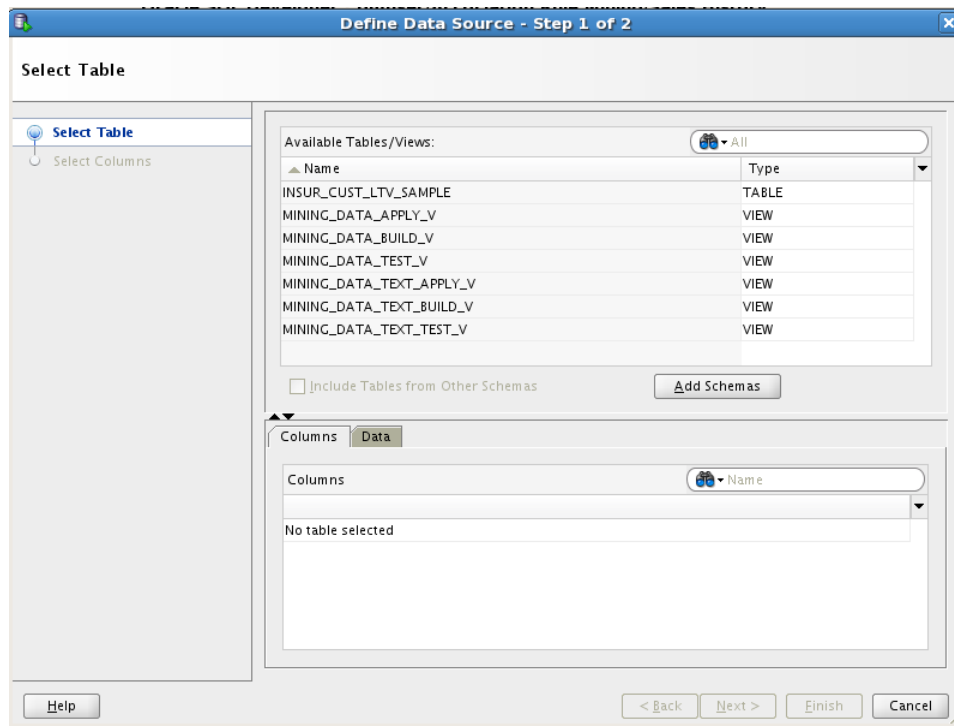 Define Data Source - Step 1 of 2
Select Table
Select Table
Select Columns
Available Tables/Views:
All
Name Type
INSUR_CUST_LTV_SAMPLE TABLE
MINING_DATA_APPLY_V VIEW
MINING_DATA_BUILD_V VIEW
MINING_DATA_TEST_V VIEW
MINING_DATA_TEXT_APPLY_V VIEW
MINING_DATA_TEXT_BUILD_V VIEW
MINING_DATA_TEXT_TEST_V VIEW
Include Tables from Other Schemas
Add Schemas
Columns Data
Columns
Name
No table selected
Help
< Back Next > Finish Cancel